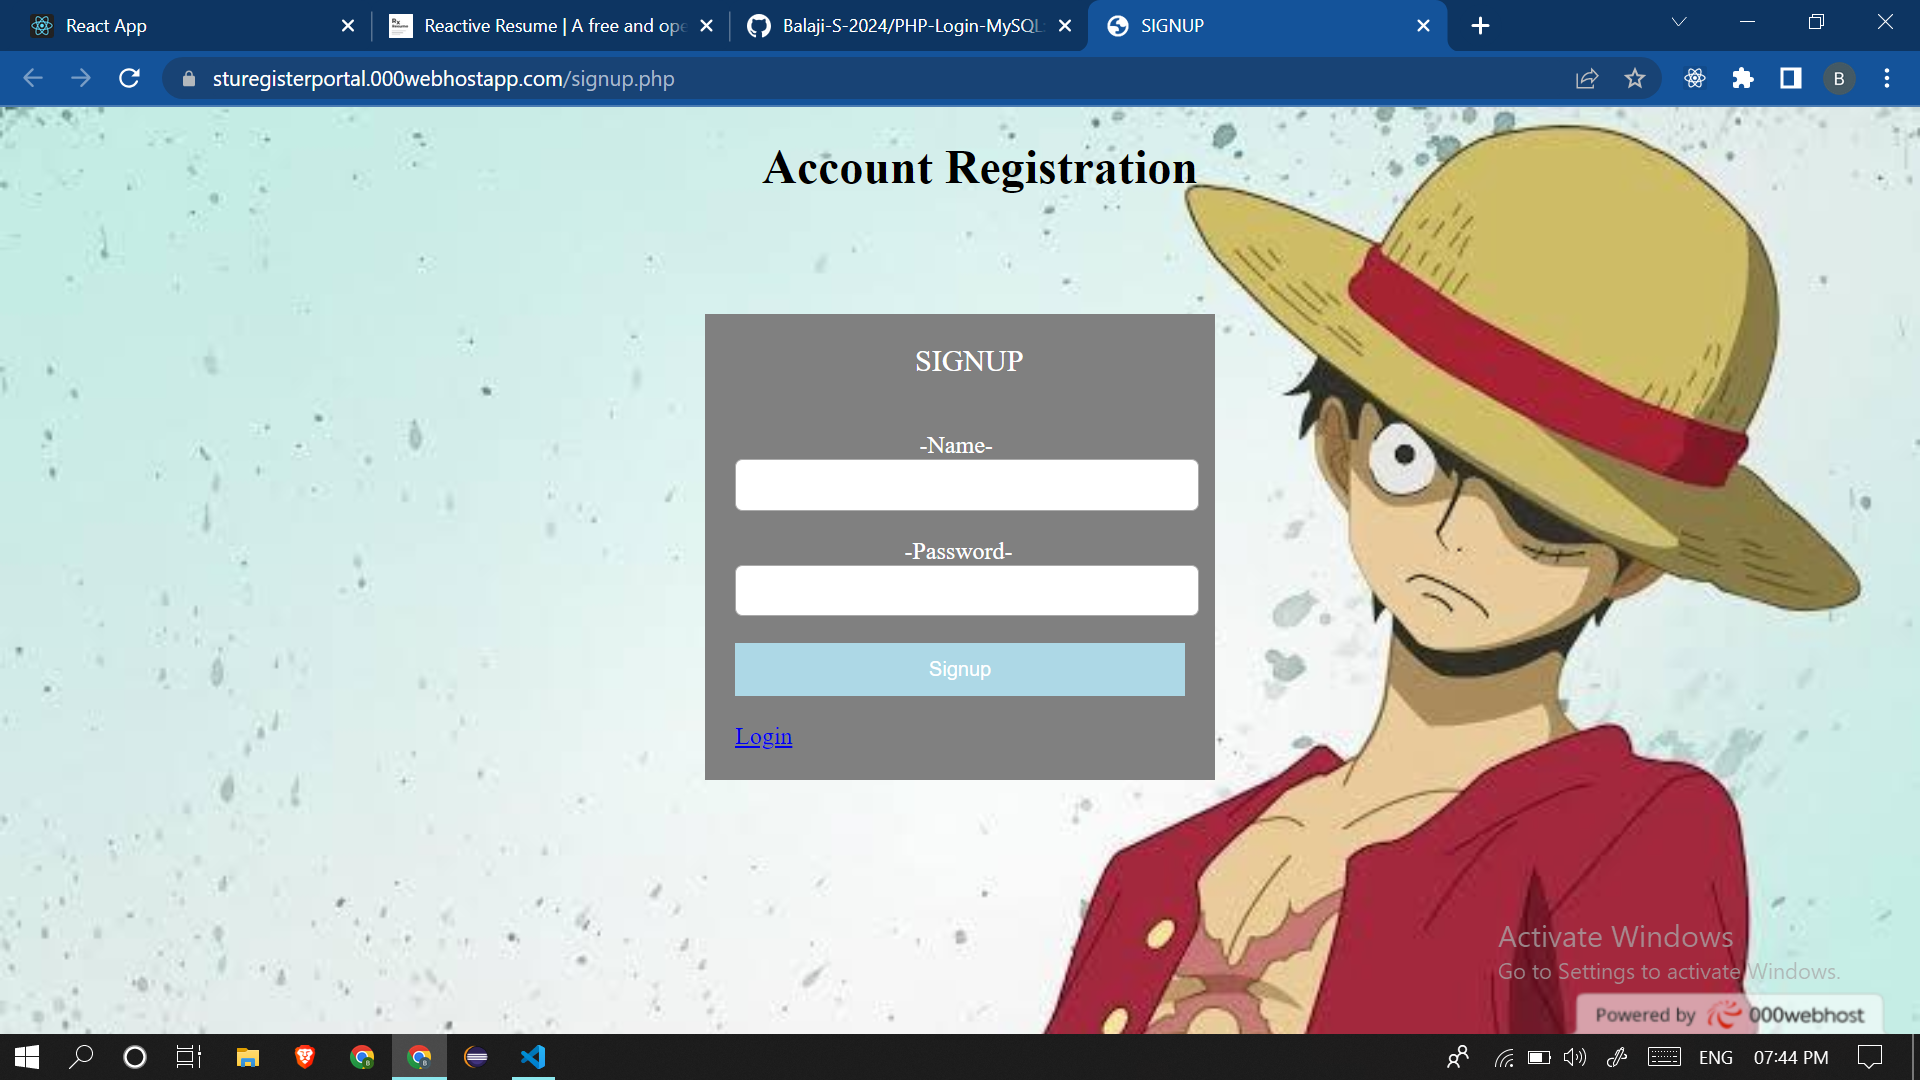 React App
Reactive Resume | A free and ope
Balaji-S-2024/PHP-Login-MySQL
SIGNUP
sturegisterportal.000webhostapp.com/signup.php
B
Account Registration
SIGNUP
-Name-
-Password-
Signup
Login
Activate Windows
Go to Settings to activate Windows.
Powered by 000webhost
ENG
07:44 PM